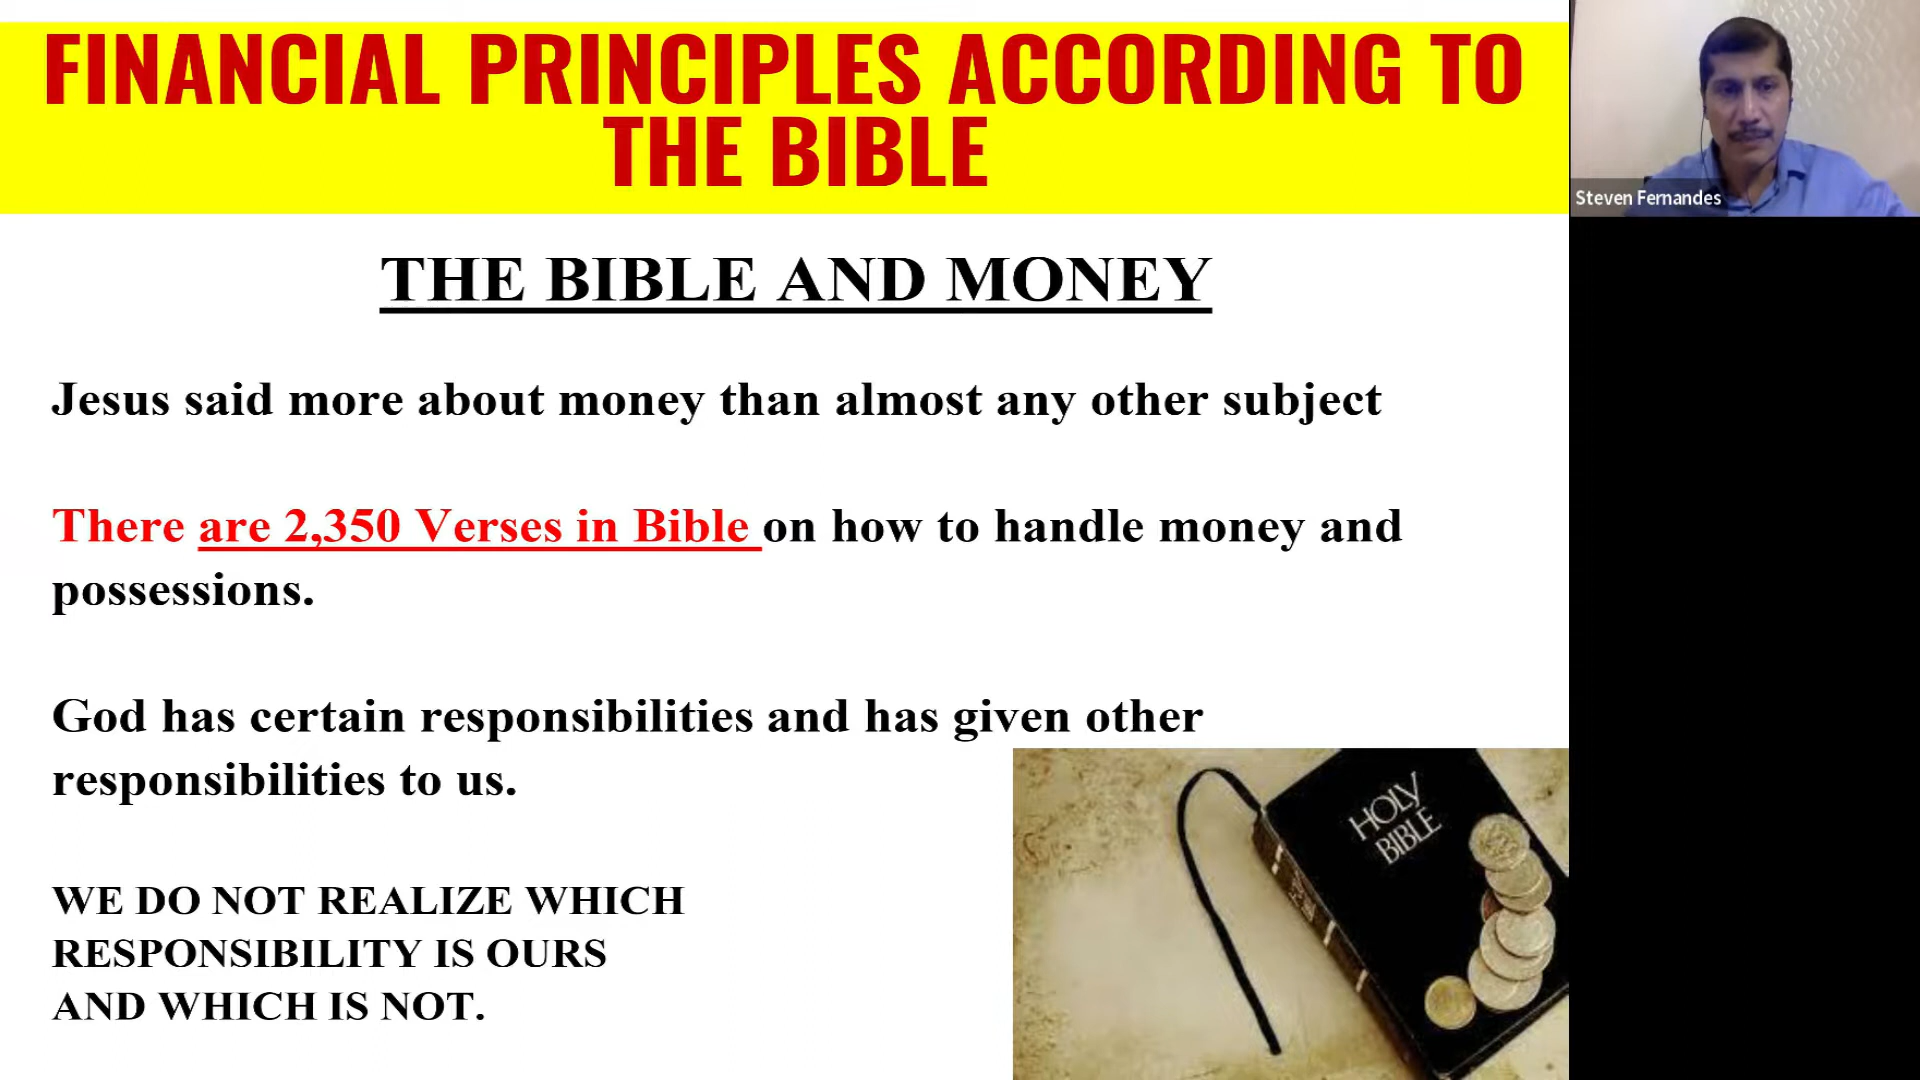 FINANCIAL PRINCIPLES ACCORDING TO
THE BIBLE
Steven Fernandes
THE BIBLE AND MONEY
Jesus said more about money than almost any other subject
There are 2,350 Verses in Bible on how to handle money and
possessions.
God has certain responsibilities and has given other
responsibilities to us.
WE DO NOT REALIZE WHICH
RESPONSIBILITY IS OURS
AND WHICH IS NOT.
HOLY
BIBLE